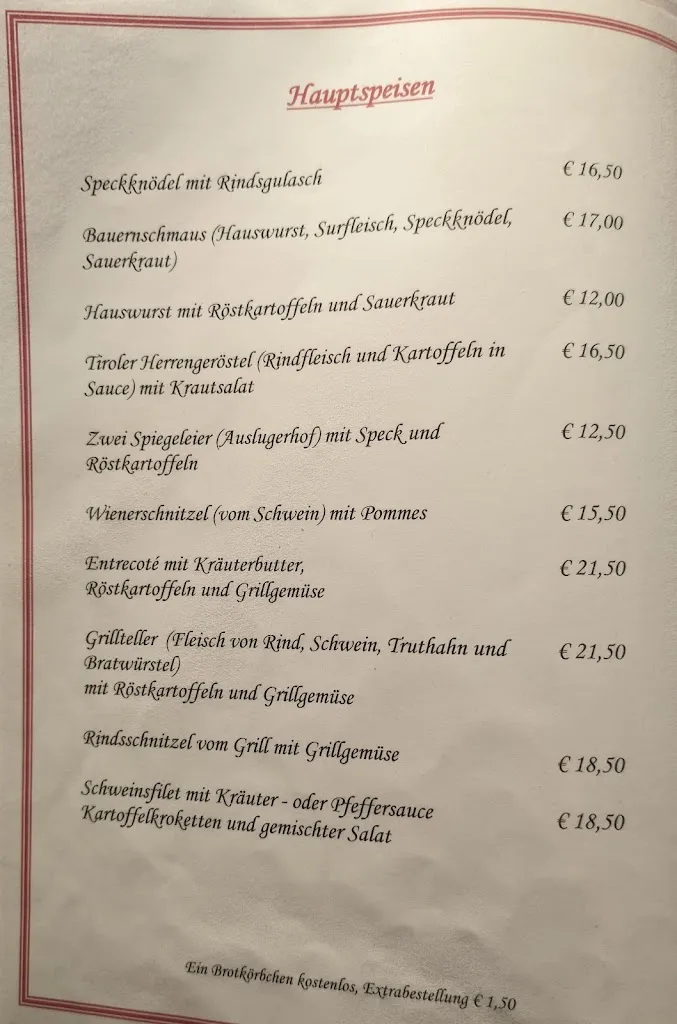 Hauptspeisen
Speckknödel mit Rindsgulasch € 16,50
Bauernschmaus (Hauswurst, Surfleisch, Speckknödel, € 17,00
Sauerkraut)
Hauswurst mit Röstkartoffeln und Sauerkraut € 12,00
Tiroler Herrengeröstel (Rindfleisch und Kartoffeln in € 16,50
Sauce) mit Krautsalat
Zwei Spiegeleier (Auslugerhof) mit Speck und € 12,50
Röstkartoffeln
Wienerschnitzel (vom Schwein) mit Pommes € 15,50
Entrecoté mit Kräuterbutter, € 21,50
Röstkartoffeln und Grillgemüse
Grillteller (Fleisch von Rind, Schwein, Truthahn und € 21,50
Bratwürstel)
mit Röstkartoffeln und Grillgemüse
Rindsschnitzel vom Grill mit Grillgemüse € 18,50
Schweinsfilet mit Kräuter - oder Pfeffersauce
Kartoffelkroketten und gemischter Salat € 18,50
Ein Brotkörbchen kostenlos, Extrabestellung € 1,50